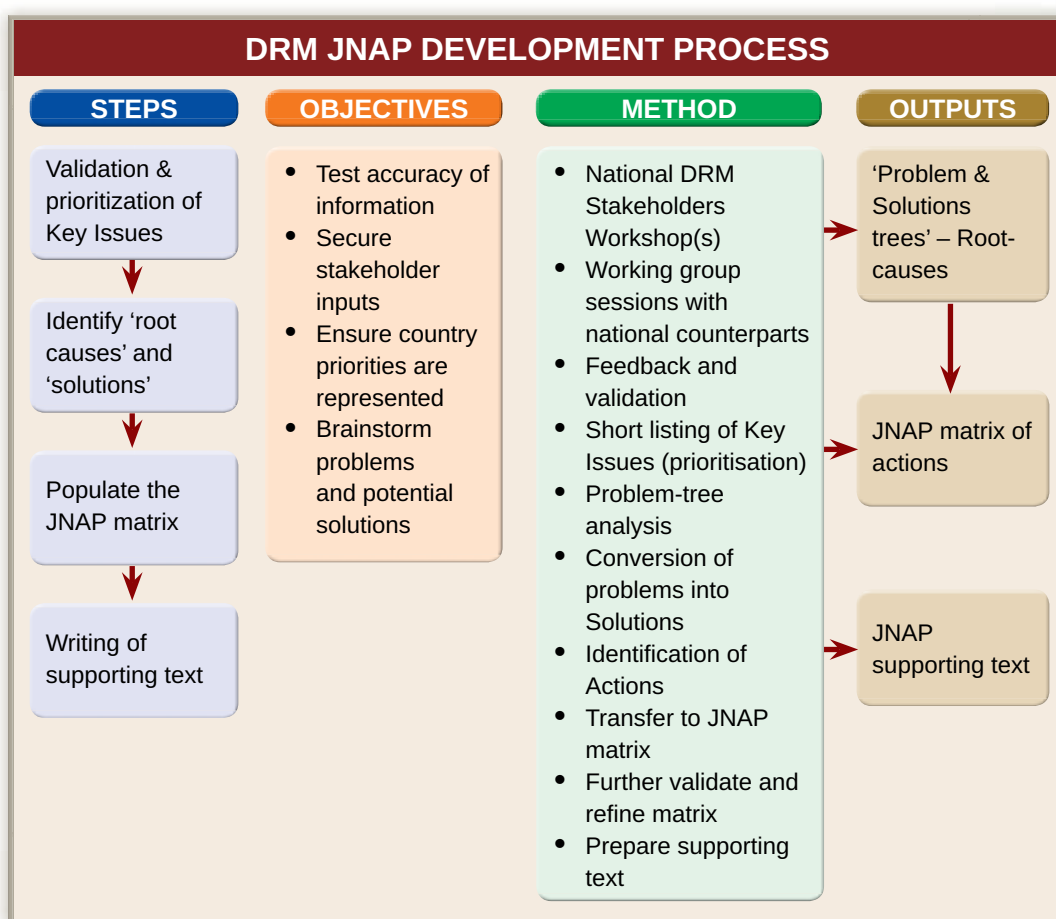 DRM JNAP DEVELOPMENT PROCESS
STEPS
Validation &
prioritization of
Key Issues
Identify ‘root
causes’ and
‘solutions’
Populate the
JNAP matrix
Writing of
supporting text
OBJECTIVES
• Test accuracy of
information
• Secure
stakeholder
inputs
• Ensure country
priorities are
represented
• Brainstorm
problems
and potential
solutions
METHOD
• National DRM
Stakeholders
Workshop(s)
• Working group
sessions with
national counterparts
• Feedback and
validation
• Short listing of Key
Issues (prioritisation)
• Problem-tree
analysis
• Conversion of
problems into
Solutions
• Identification of
Actions
• Transfer to JNAP
matrix
• Further validate and
refine matrix
• Prepare supporting
text
OUTPUTS
‘Problem &
Solutions
trees’ – Root-
causes
JNAP matrix of
actions
JNAP
supporting text